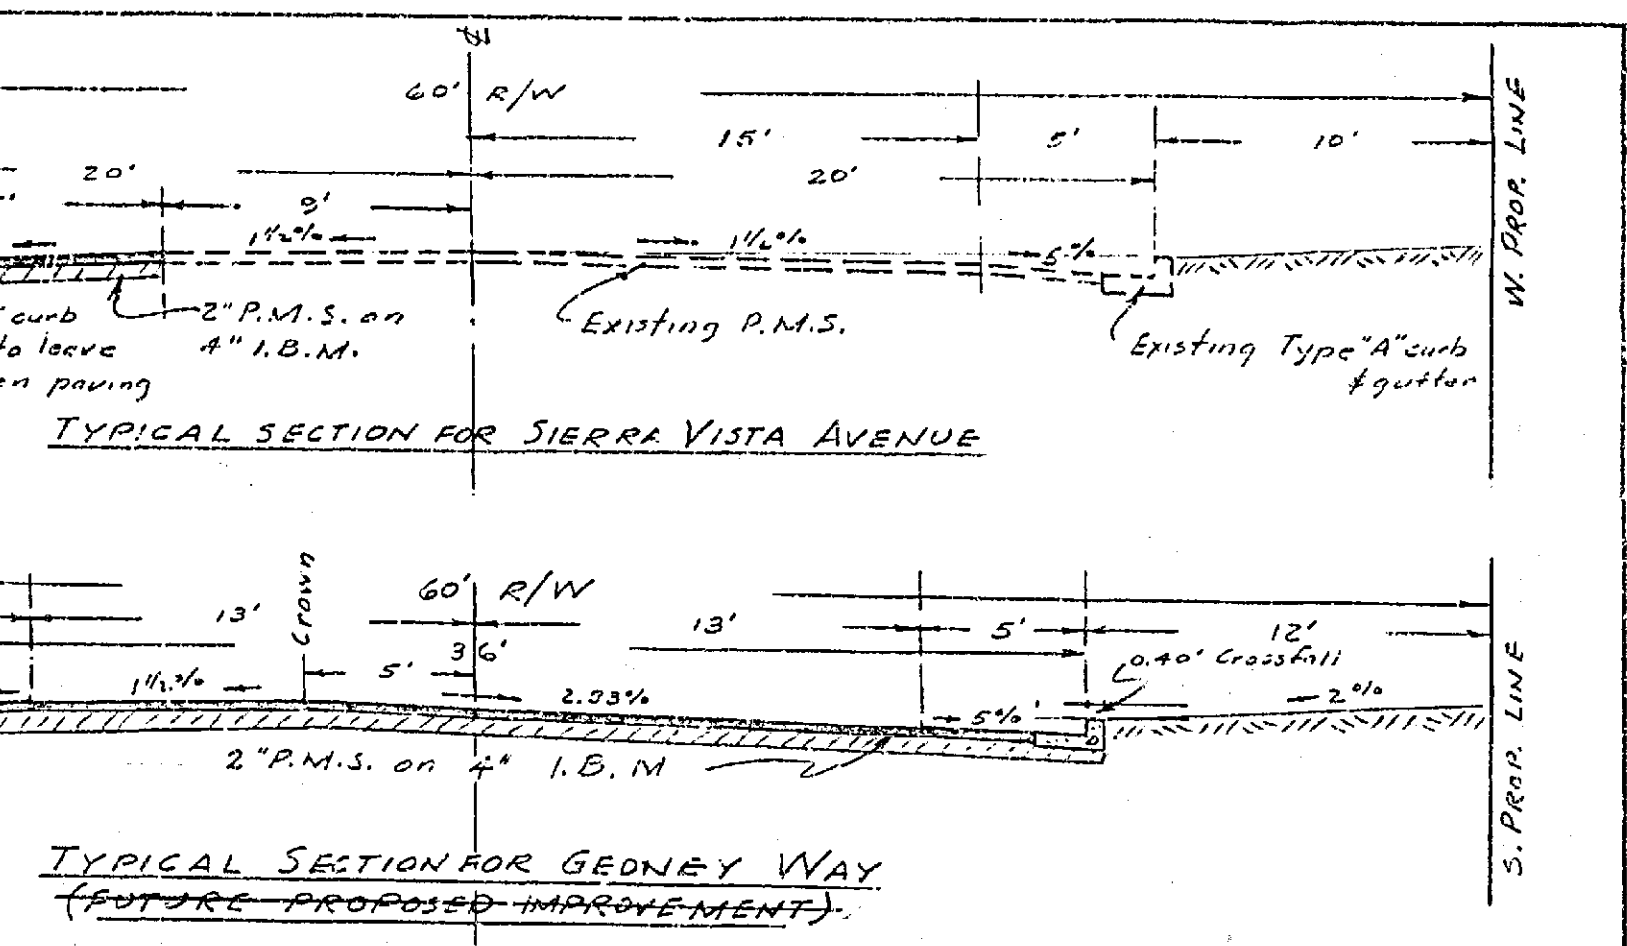 60' R/W
15'
5'
10'
20'
20'
9'
1½%
1½%
5%
W. PROP. LINE
curb
to leave
en paving
2" P.M.S. on
4" I.B.M.
Existing P.M.S.
Existing Type "A" curb
& gutter
TYPICAL SECTION FOR SIERRA VISTA AVENUE
Crown
60' R/W
13'
13'
5'
12'
36'
5'
0.40' Crossfall
1½%
2.33%
5%
2%
2" P.M.S. on 4" I.B.M
S. PROP. LINE
TYPICAL SECTION FOR GEDNEY WAY
(FUTURE PROPOSED IMPROVEMENT)